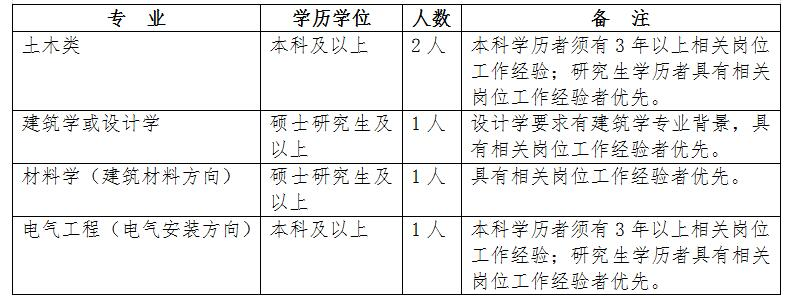 专 业 学历学位 人数 备 注
土木类 本科及以上 2人 本科学历者须有3年以上相关岗位
工作经验；研究生学历者具有相关
岗位工作经验者优先。
建筑学或设计学 硕士研究生及 1人 设计学要求有建筑学专业背景，具
以上 有相关岗位工作经验者优先。
材料学（建筑材料方向） 硕士研究生及 1人 具有相关岗位工作经验者优先。
以上
电气工程（电气安装方向） 本科及以上 1人 本科学历者须有3年以上相关岗位
工作经验；研究生学历者具有相关
岗位工作经验者优先。